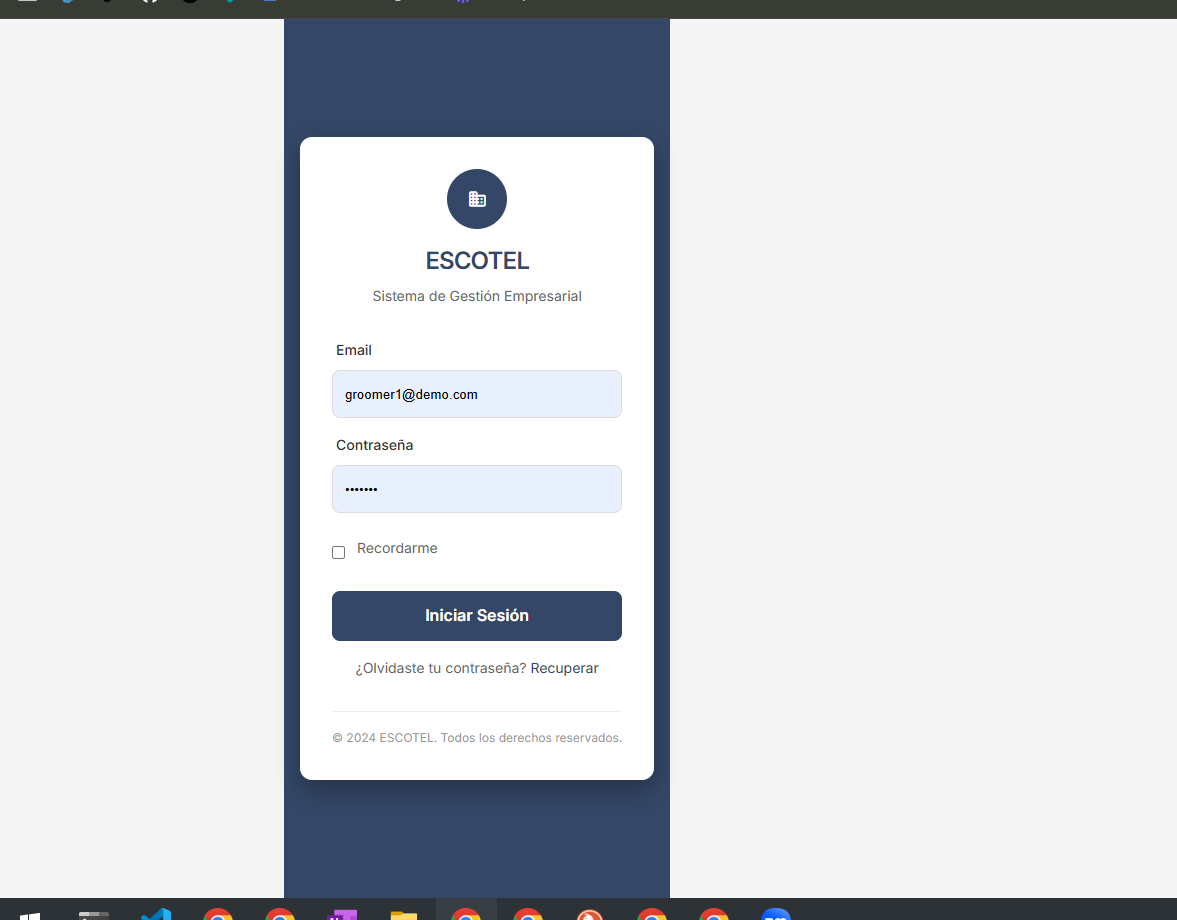 ESCOTEL
Sistema de Gestión Empresarial
Email
groomer1@demo.com
Contraseña
•••••••
Recordarme
Iniciar Sesión
¿Olvidaste tu contraseña? Recuperar
© 2024 ESCOTEL. Todos los derechos reservados.